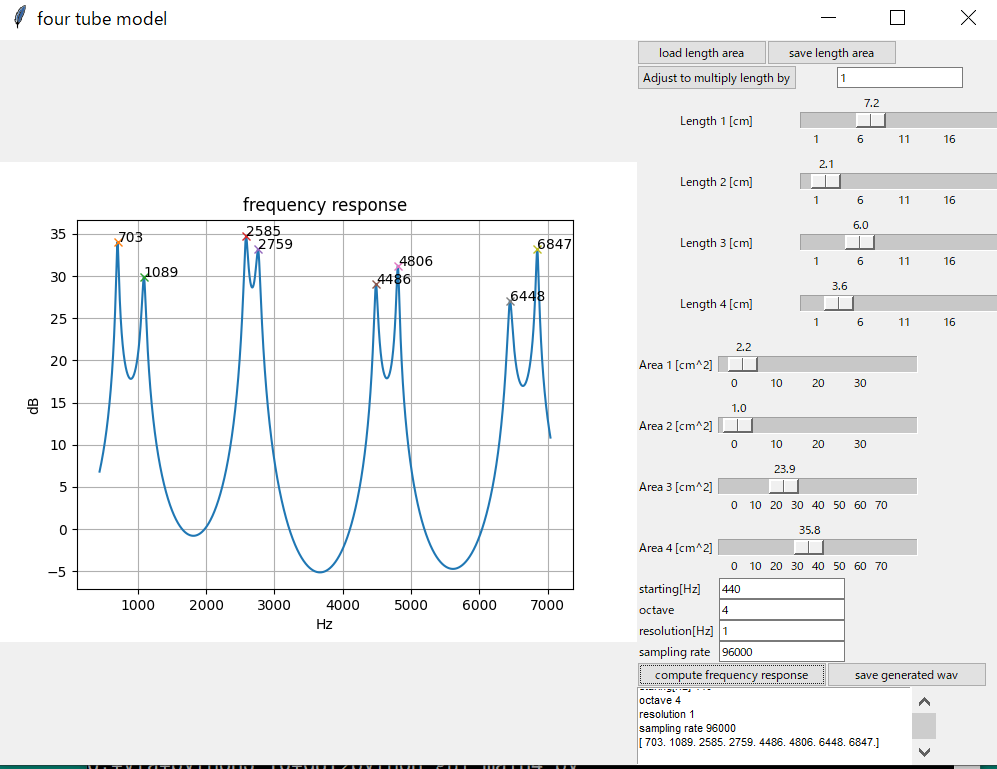 four tube model
load length area save length area
Adjust to multiply length by 1
7.2
Length 1 [cm]
1 6 11 16
2.1
Length 2 [cm]
1 6 11 16
6.0
Length 3 [cm]
1 6 11 16
3.6
Length 4 [cm]
1 6 11 16
2.2
Area 1 [cm^2]
0 10 20 30
1.0
Area 2 [cm^2]
0 10 20 30
23.9
Area 3 [cm^2]
0 10 20 30 40 50 60 70
35.8
Area 4 [cm^2]
0 10 20 30 40 50 60 70
starting[Hz] 440
octave 4
resolution[Hz] 1
sampling rate 96000
compute frequency response save generated wav
octave 4
resolution 1
sampling rate 96000
[ 703. 1089. 2585. 2759. 4486. 4806. 6448. 6847.]
frequency response
35
30
25
20
15
10
5
0
−5
dB
703
1089
2585
2759
4486
4806
6448
6847
1000 2000 3000 4000 5000 6000 7000
Hz